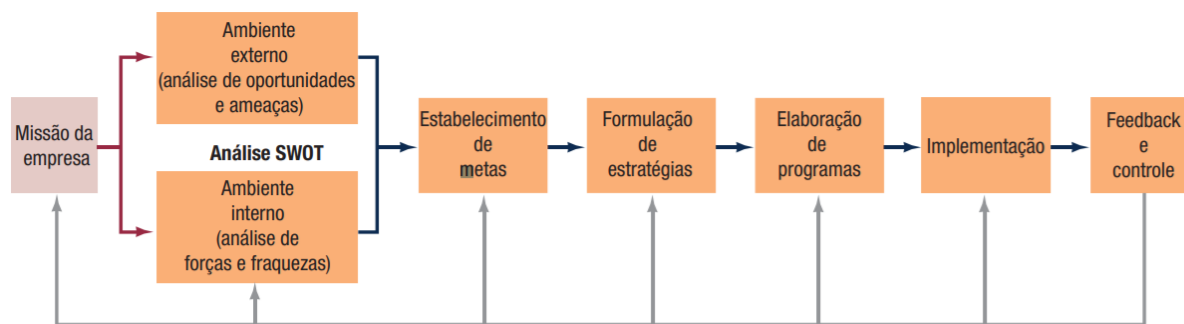 Missão da
empresa
Ambiente
externo
(análise de oportunidades
e ameaças)
Análise SWOT
Ambiente
interno
(análise de
forças e fraquezas)
Estabelecimento
de
metas
Formulação
de
estratégias
Elaboração
de
programas
Implementação
Feedback
e
controle